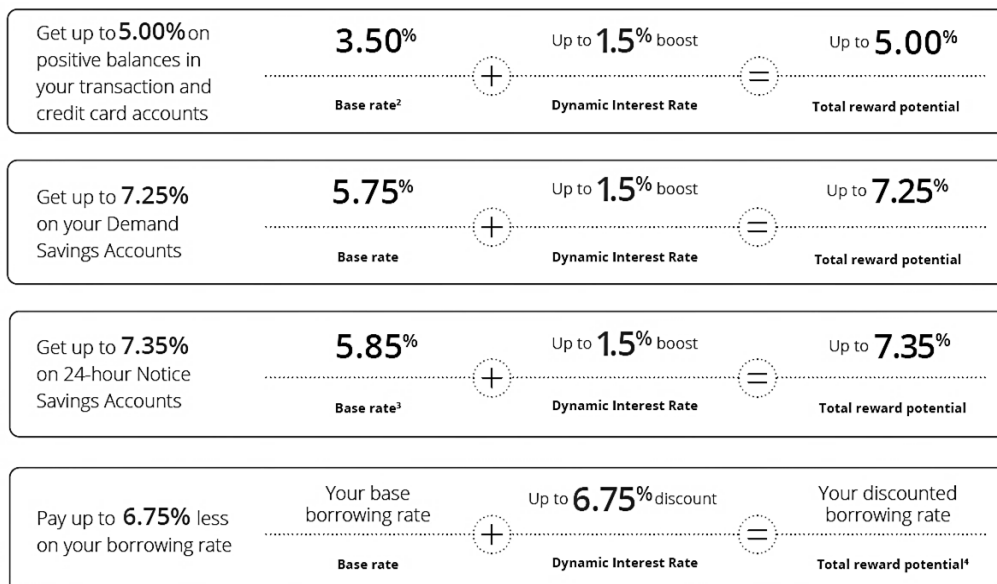 Get up to 5.00% on
positive balances in
your transaction and
credit card accounts
3.50%
Base rate²
+
Up to 1.5% boost
Dynamic Interest Rate
=
Up to 5.00%
Total reward potential
Get up to 7.25%
on your Demand
Savings Accounts
5.75%
Base rate
+
Up to 1.5% boost
Dynamic Interest Rate
=
Up to 7.25%
Total reward potential
Get up to 7.35%
on 24-hour Notice
Savings Accounts
5.85%
Base rate³
+
Up to 1.5% boost
Dynamic Interest Rate
=
Up to 7.35%
Total reward potential
Pay up to 6.75% less
on your borrowing rate
Your base
borrowing rate
Base rate
+
Up to 6.75% discount
Dynamic Interest Rate
=
Your discounted
borrowing rate
Total reward potential⁴